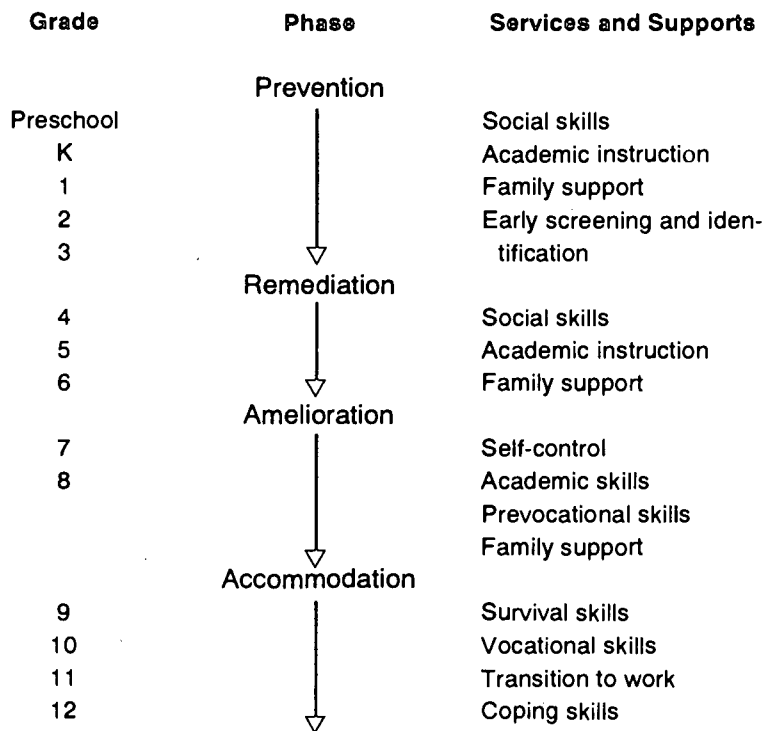 Grade Phase Services and Supports
Prevention
Preschool Social skills
K Academic instruction
1 Family support
2 Early screening and iden-
3 tification
Remediation
4 Social skills
5 Academic instruction
6 Family support
Amelioration
7 Self-control
8 Academic skills
Prevocational skills
Family support
Accommodation
9 Survival skills
10 Vocational skills
11 Transition to work
12 Coping skills